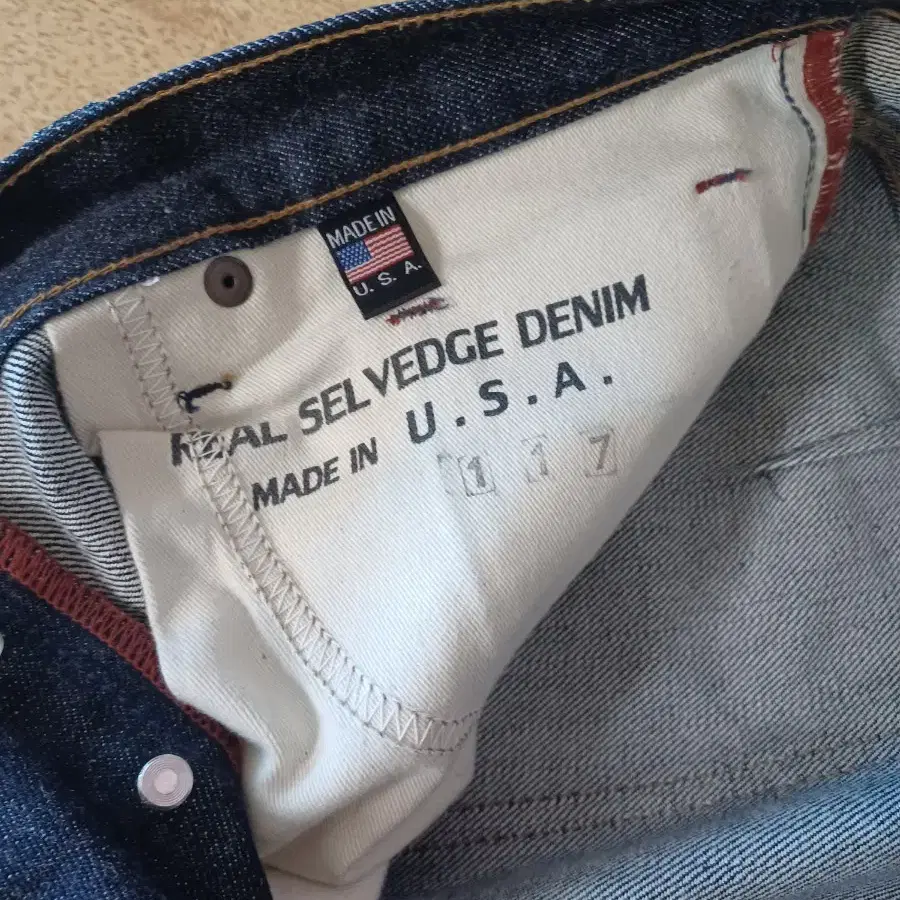 MADE IN
U. S. A.
REAL SELVEDGE DENIM
MADE IN U.S.A.
1 1 7